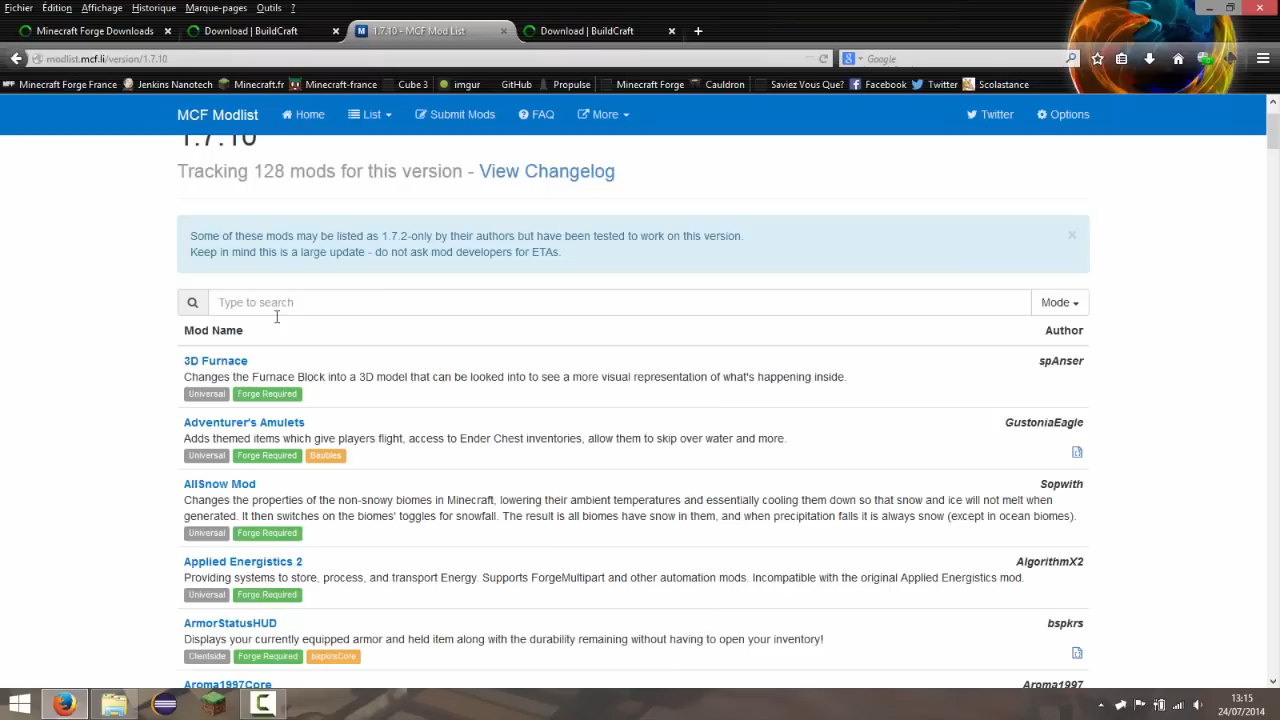 Fichier Édition Affichage Historique Marque-pages Outils ?
Minecraft Forge Downloads × Download | BuildCraft × 1.7.10 - MCF Mod List × Download | BuildCraft × +
modlist.mcf.li/version/1.7.10 Google
Minecraft Forge France Jenkins Nanotech Minecraft.fr Minecraft-france Cube 3 imgur GitHub Propulse Minecraft Forge Cauldron Saviez Vous Que? Facebook Twitter Scolastance
MCF Modlist Home List Submit Mods FAQ More Twitter Options
1.7.10
Tracking 128 mods for this version - View Changelog
Some of these mods may be listed as 1.7.2-only by their authors but have been tested to work on this version. ×
Keep in mind this is a large update - do not ask mod developers for ETAs.
Type to search Mode
Mod Name Author
3D Furnace spAnser
Changes the Furnace Block into a 3D model that can be looked into to see a more visual representation of what's happening inside.
Universal Forge Required
Adventurer's Amulets GustoniaEagle
Adds themed items which give players flight, access to Ender Chest inventories, allow them to skip over water and more.
Universal Forge Required Baubles
AllSnow Mod Sopwith
Changes the properties of the non-snowy biomes in Minecraft, lowering their ambient temperatures and essentially cooling them down so that snow and ice will not melt when
generated. It then switches on the biomes' toggles for snowfall. The result is all biomes have snow in them, and when precipitation falls it is always snow (except in ocean biomes).
Universal Forge Required
Applied Energistics 2 AlgorithmX2
Providing systems to store, process, and transport Energy. Supports ForgeMultipart and other automation mods. Incompatible with the original Applied Energistics mod.
Universal Forge Required
ArmorStatusHUD bspkrs
Displays your currently equipped armor and held item along with the durability remaining without having to open your inventory!
Clientside Forge Required bspkrsCore
Aroma1997Core Aroma1997
13:15
24/07/2014